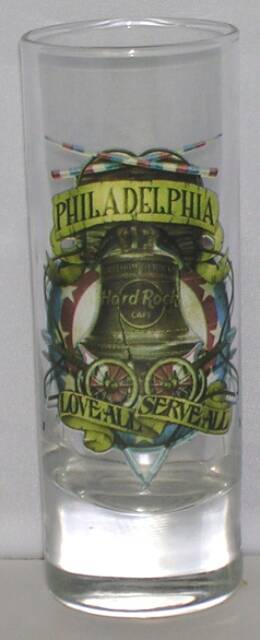 PHILADELPHIA
Hard Rock
CAFE
LOVE ALL SERVE ALL